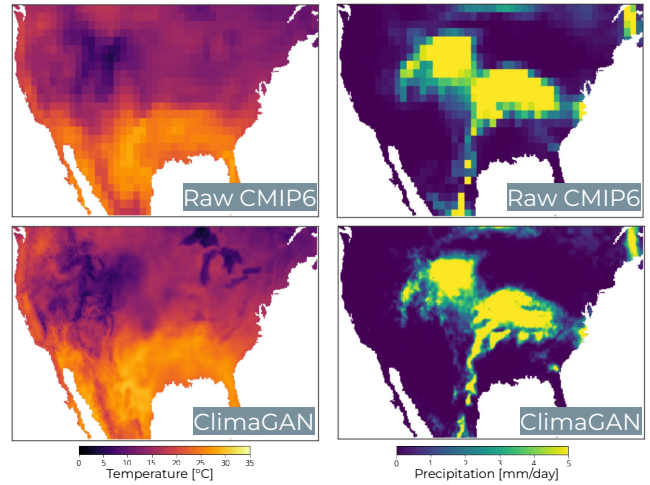 Raw CMIP6 Raw CMIP6
ClimaGAN ClimaGAN
0 5 10 15 20 25 30 35
Temperature [°C]
0 1 2 3 4 5
Precipitation [mm/day]